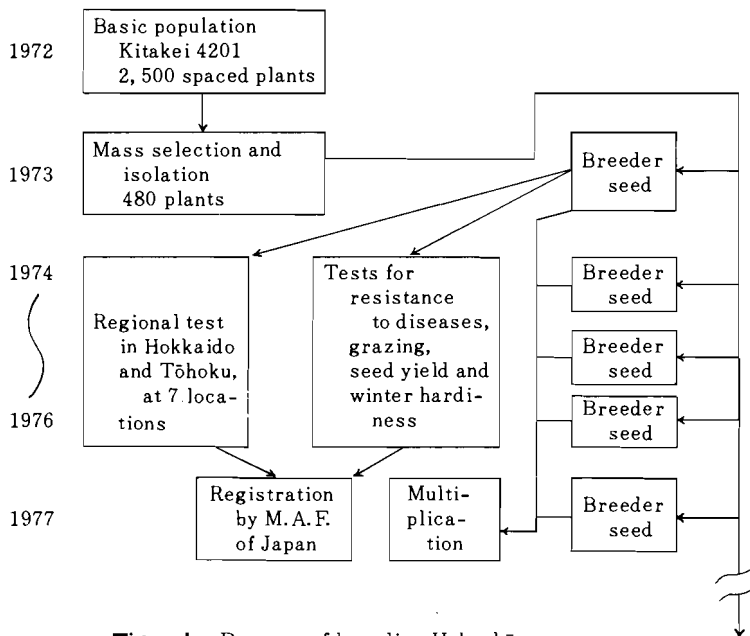 1972
Basic population
Kitakei 4201
2,500 spaced plants
1973
Mass selection and
isolation
480 plants
Breeder
seed
1974
1976
Regional test
in Hokkaido
and Tōhoku,
at 7 loca-
tions
Tests for
resistance
to diseases,
grazing,
seed yield and
winter hardi-
ness
Breeder
seed
Breeder
seed
Breeder
seed
1977
Registration
by M.A.F.
of Japan
Multi-
plica-
tion
Breeder
seed